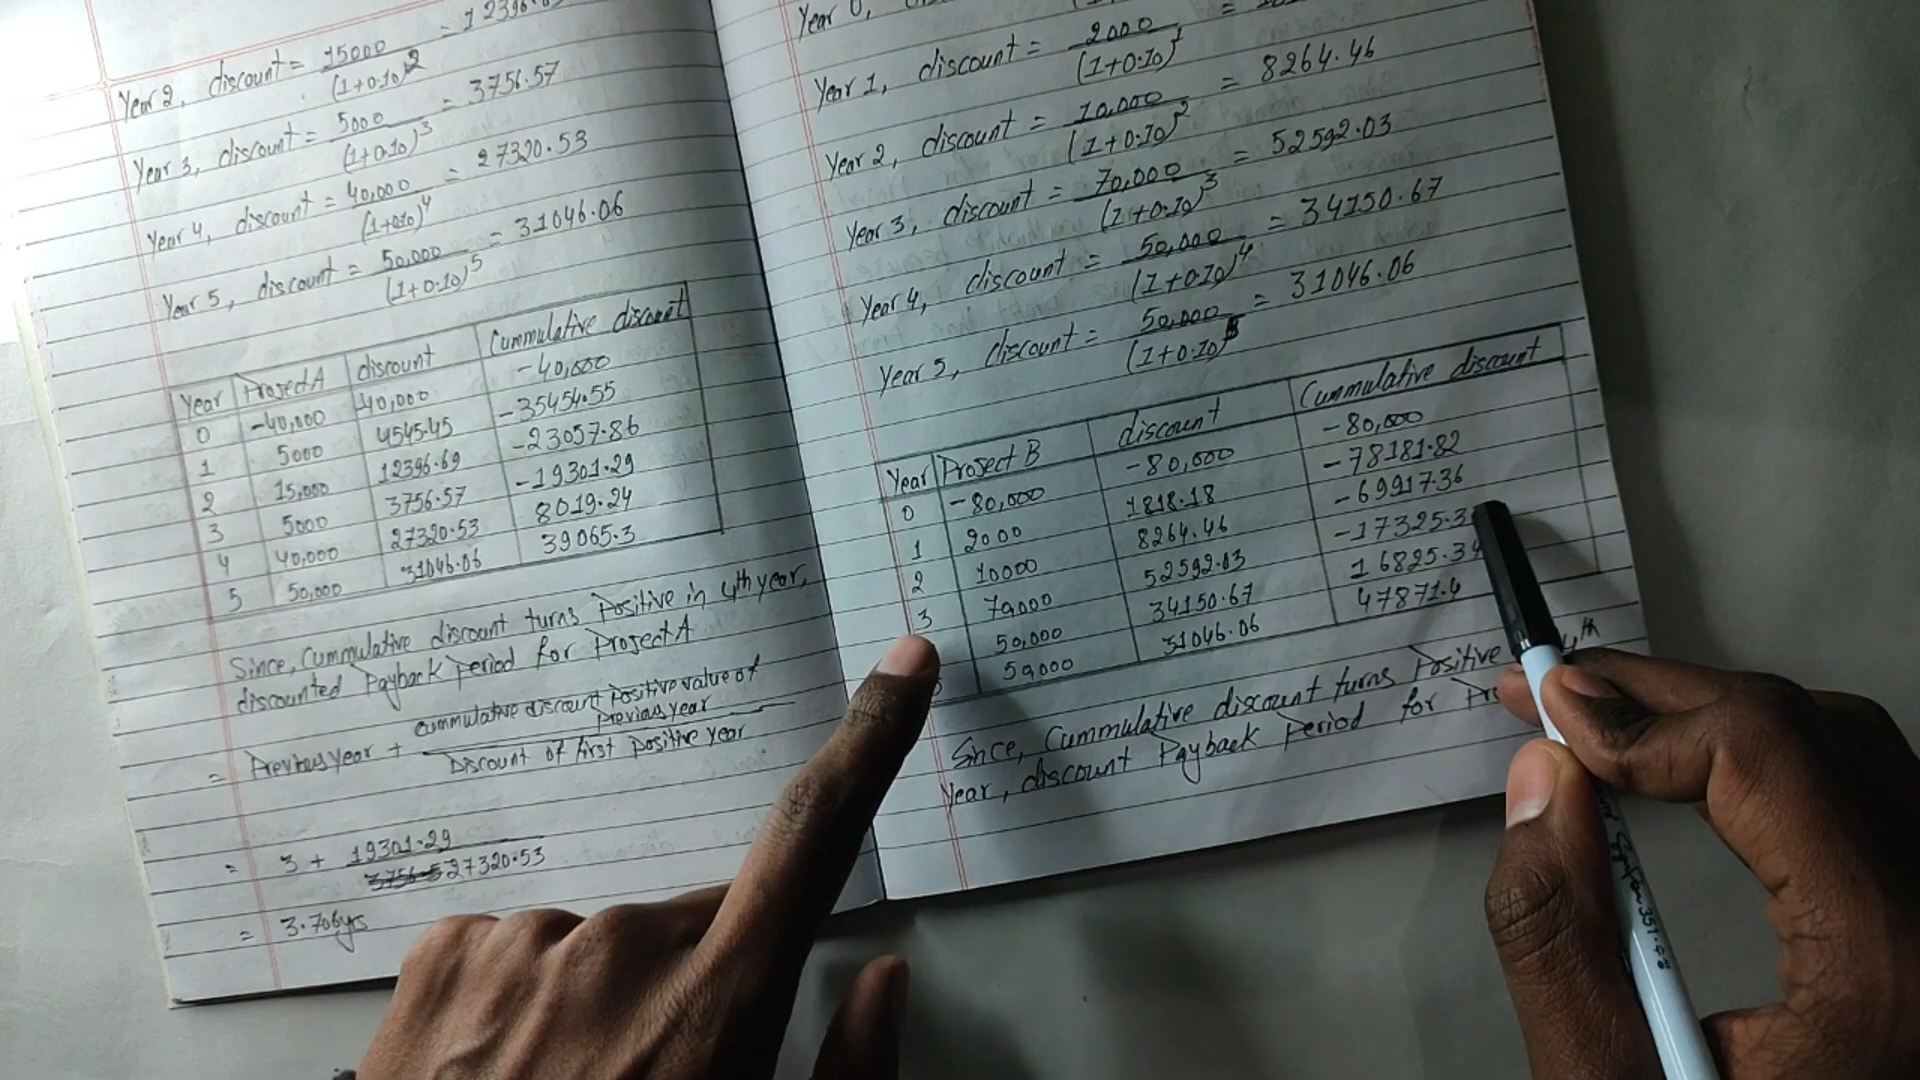 Year 2, discount = 15000 / (1+0.10)^2 = 12396.
Year 3, discount = 5000 / (1+0.10)^3 = 3756.57
Year 4, discount = 40,000 / (1+0.10)^4 = 27320.53
Year 5, discount = 50,000 / (1+0.10)^5 = 31046.06
Year Project A discount Cummulative discount
0 -40,000 -40,000 -40,000
1 5000 4545.45 -35454.55
2 15,000 12396.69 -23057.86
3 5000 3756.57 -19301.29
4 40,000 27320.53 8019.24
5 50,000 31046.06 39065.3
Since, Cummulative discount turns Positive in 4th year,
discounted Payback Period for Project A
= Previous year + cummulative discount Positive value of Previous year / Discount of first positive year
= 3 + 19301.29 / 27320.53
= 3.706yrs
Year 0,
Year 1, discount = 2000 / (1+0.10)^1 =
Year 2, discount = 10,000 / (1+0.10)^2 = 8264.46
Year 3, discount = 70,000 / (1+0.10)^3 = 52592.03
Year 4, discount = 50,000 / (1+0.10)^4 = 34150.67
Year 5, discount = 50,000 / (1+0.10)^5 = 31046.06
Year Project B discount Cummulative discount
0 -80,000 -80,000 -80,000
1 2000 1818.18 -78181.82
2 10000 8264.46 -69917.36
3 70000 52592.03 -17325.3
50,000 34150.67 16825.34
50,000 31046.06 47871.4
Since, Cummulative discount turns Positive 4th
Year, discount Payback Period for